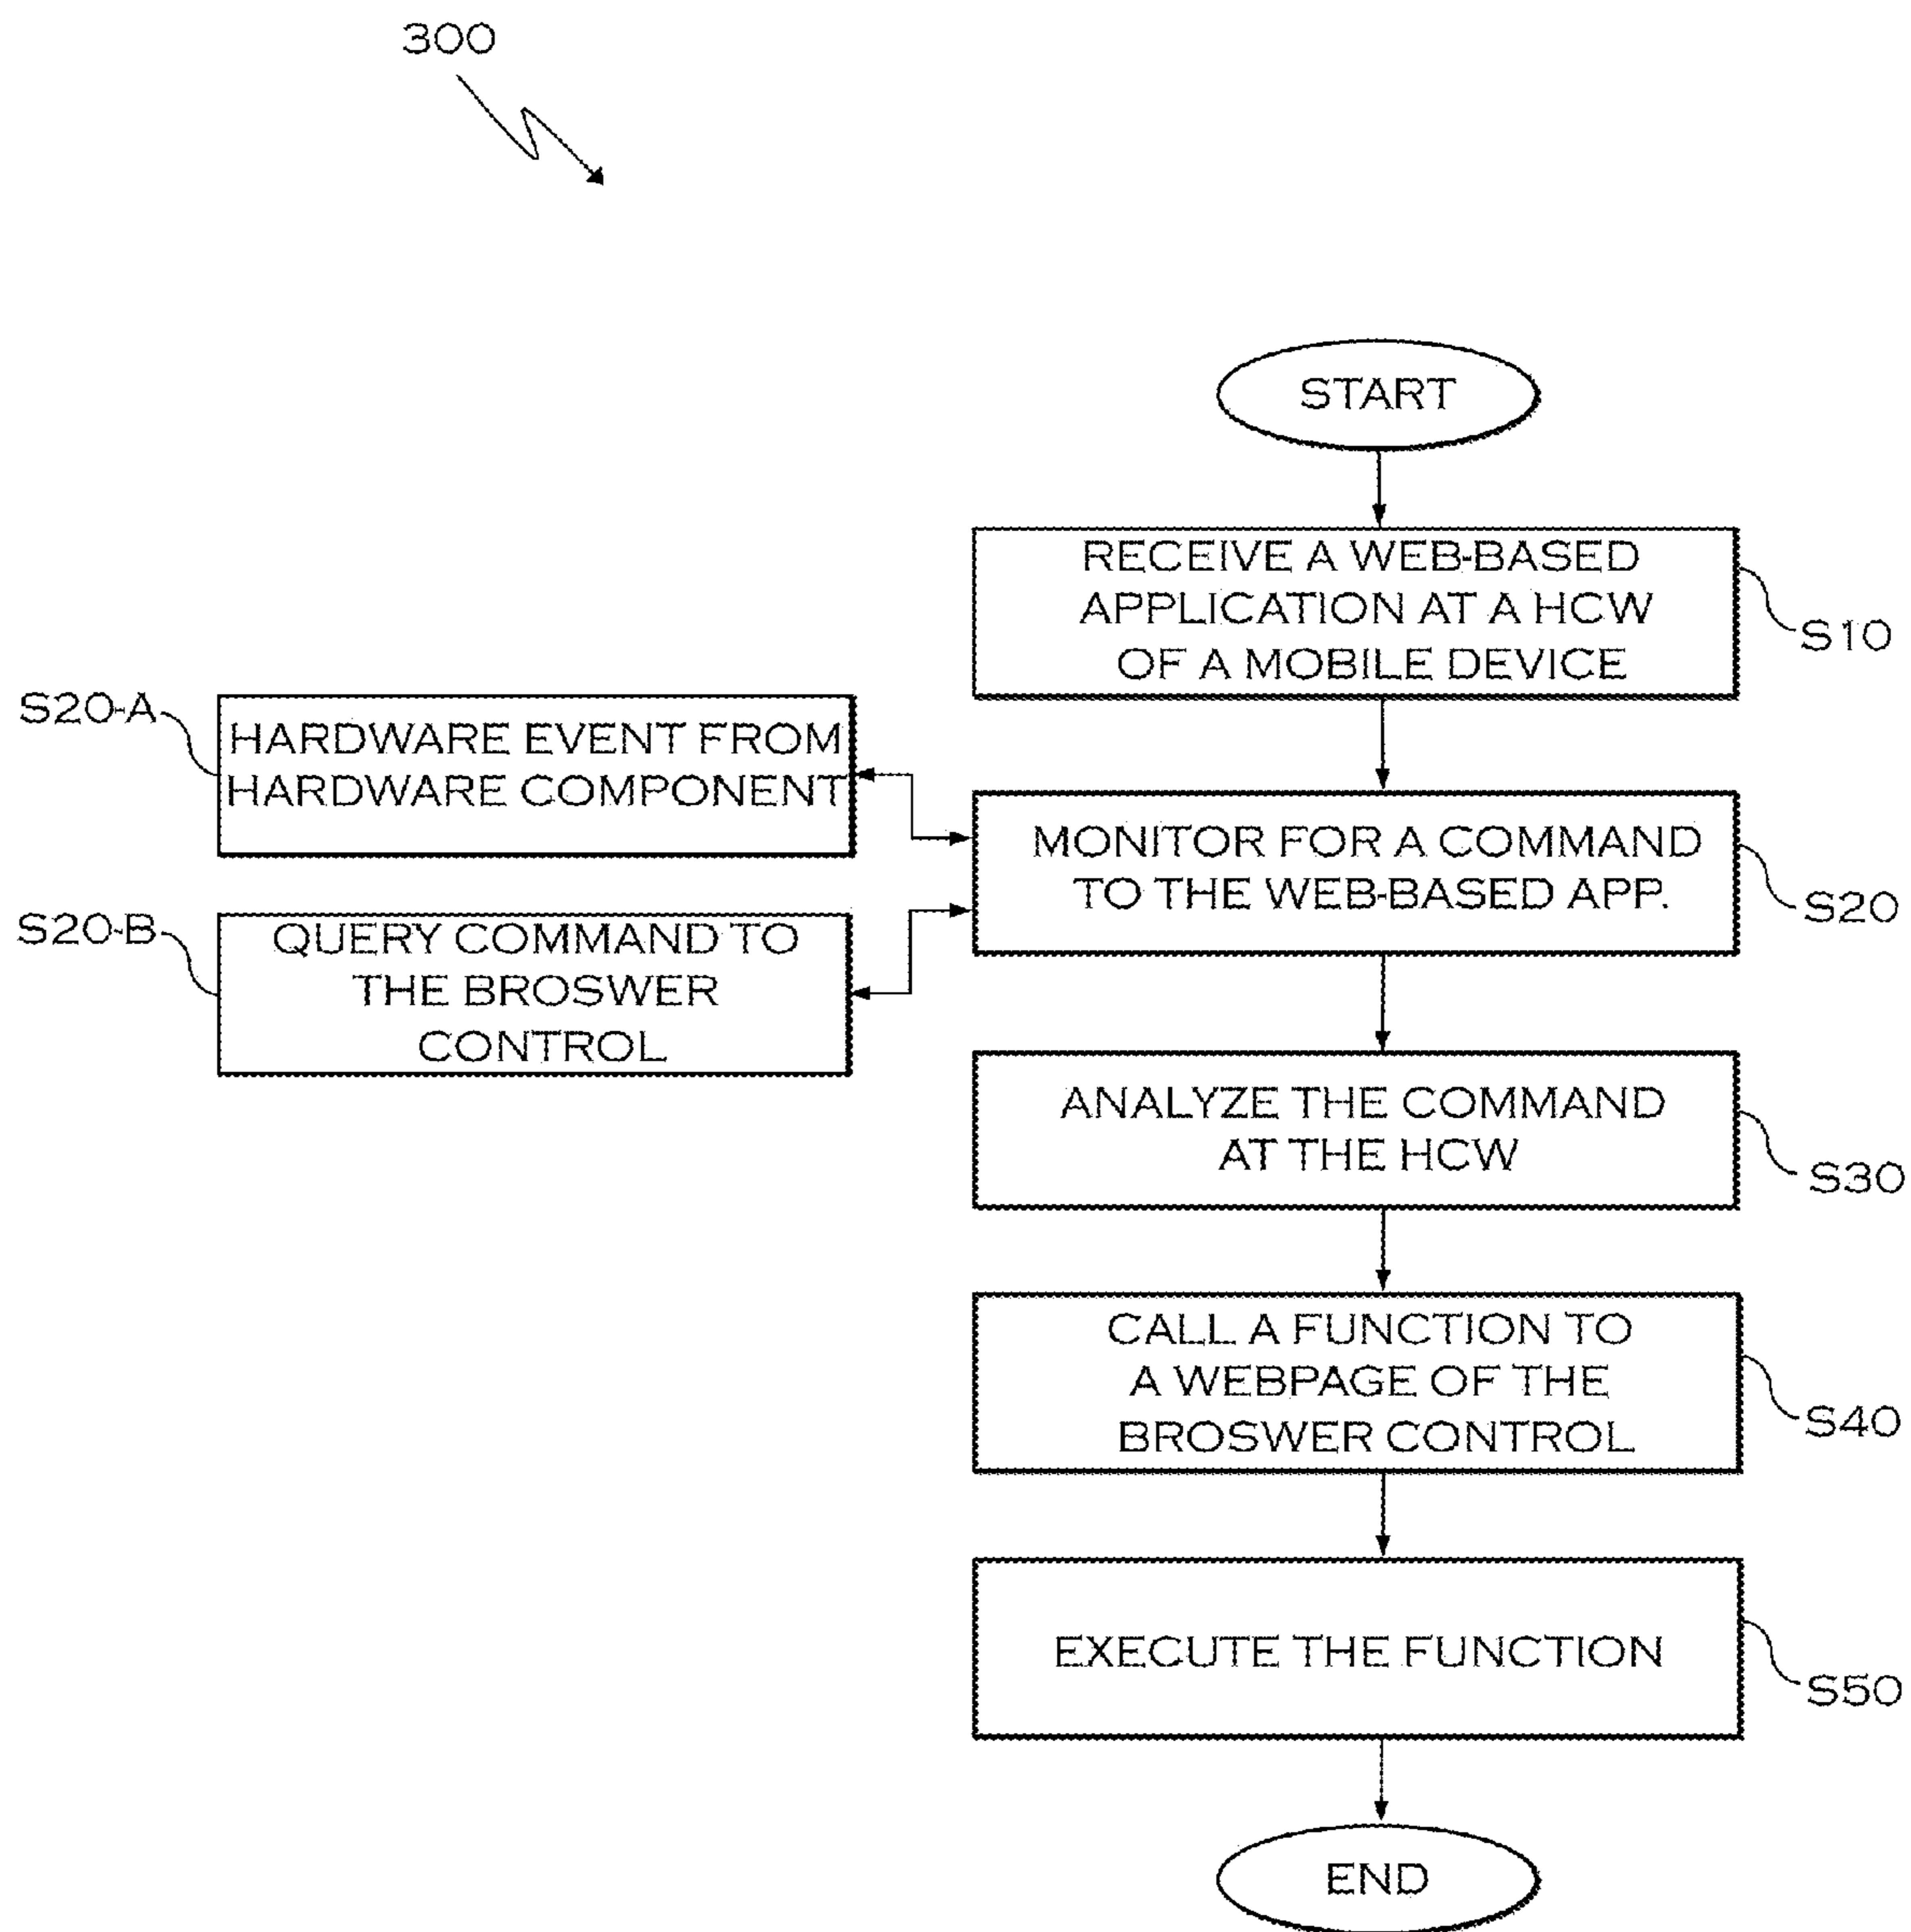 300
START
RECEIVE A WEB-BASED
APPLICATION AT A HCW
OF A MOBILE DEVICE
S10
S20-A
HARDWARE EVENT FROM
HARDWARE COMPONENT
MONITOR FOR A COMMAND
TO THE WEB-BASED APP.
S20
S20-B
QUERY COMMAND TO
THE BROSWER
CONTROL
ANALYZE THE COMMAND
AT THE HCW
S30
CALL A FUNCTION TO
A WEBPAGE OF THE
BROSWER CONTROL
S40
EXECUTE THE FUNCTION
S50
END